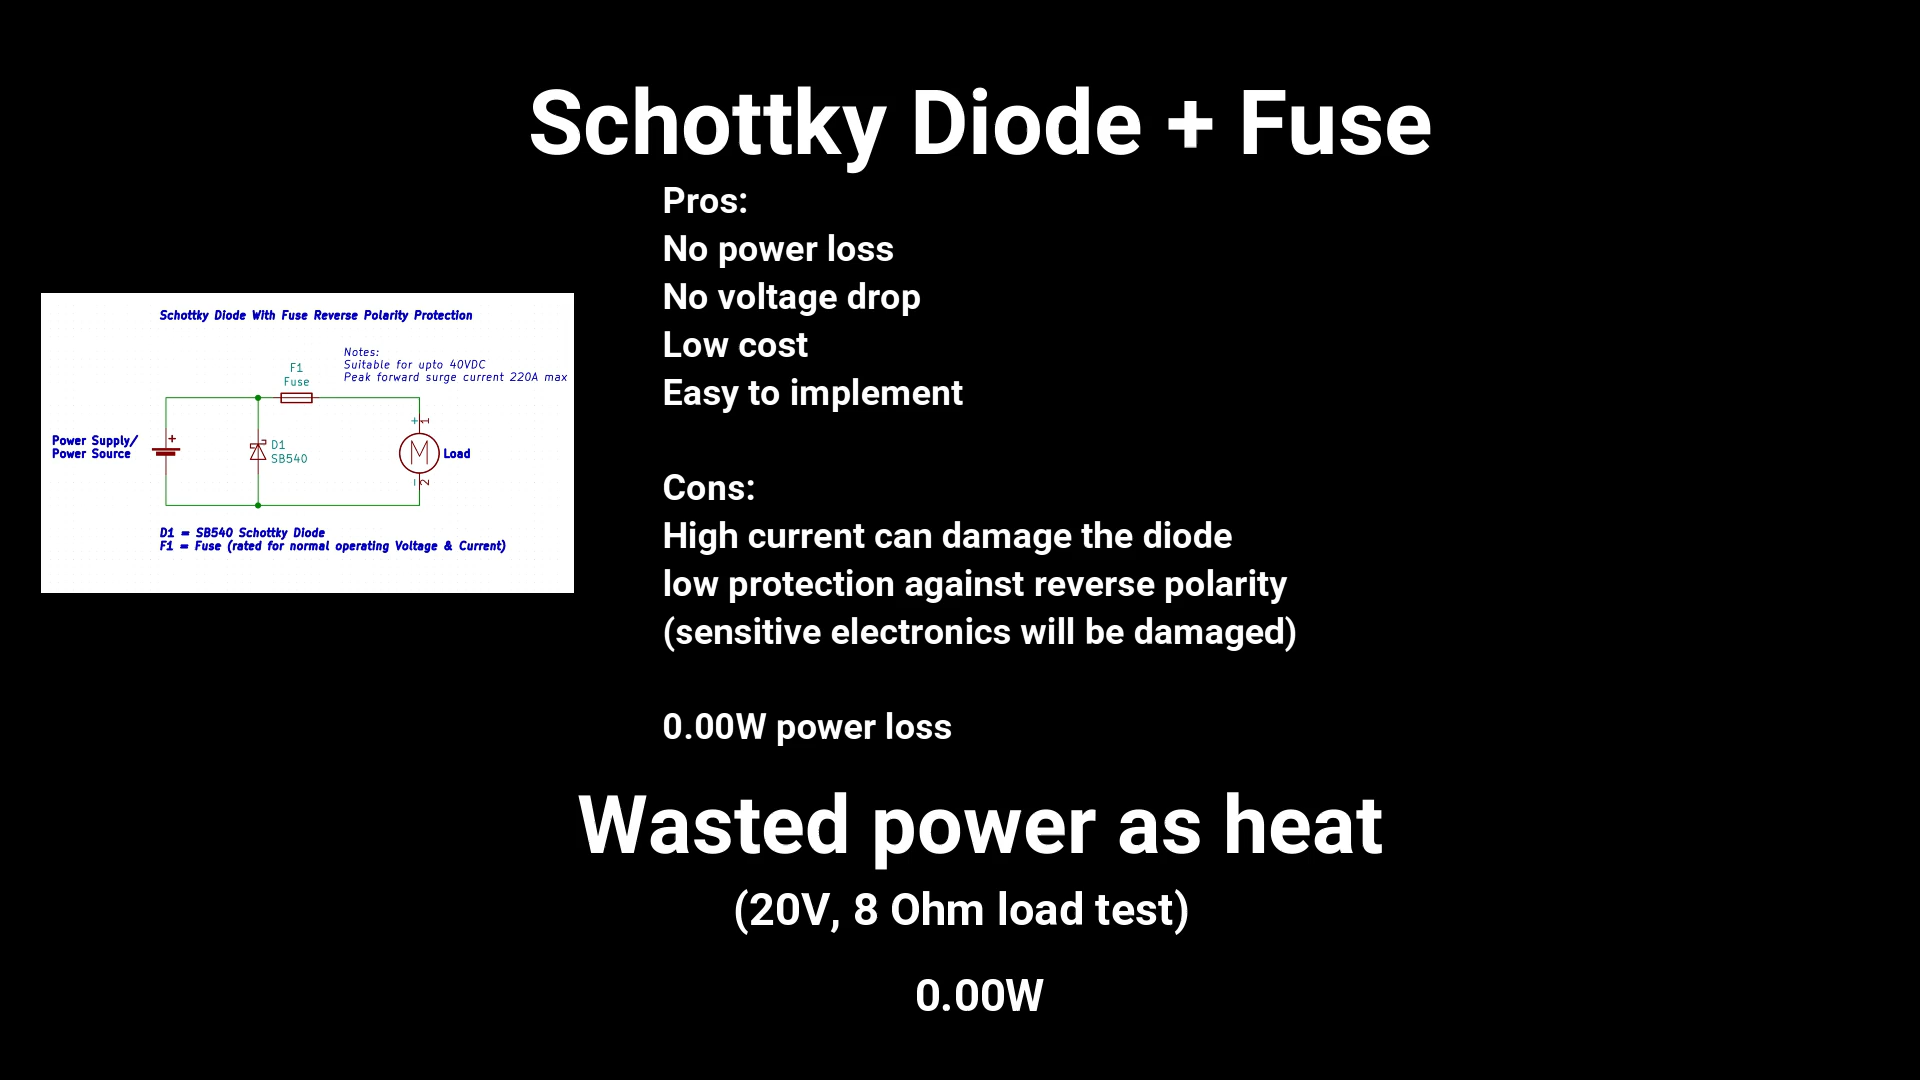 Schottky Diode + Fuse
Pros:
No power loss
No voltage drop
Low cost
Easy to implement
Cons:
High current can damage the diode
low protection against reverse polarity
(sensitive electronics will be damaged)
0.00W power loss
Schottky Diode With Fuse Reverse Polarity Protection
Notes:
Suitable for upto 40VDC
Peak forward surge current 220A max
F1
Fuse
+ 1
Power Supply/
Power Source
+
D1
SB540
M
Load
- 2
D1 = SB540 Schottky Diode
F1 = Fuse (rated for normal operating Voltage & Current)
Wasted power as heat
(20V, 8 Ohm load test)
0.00W